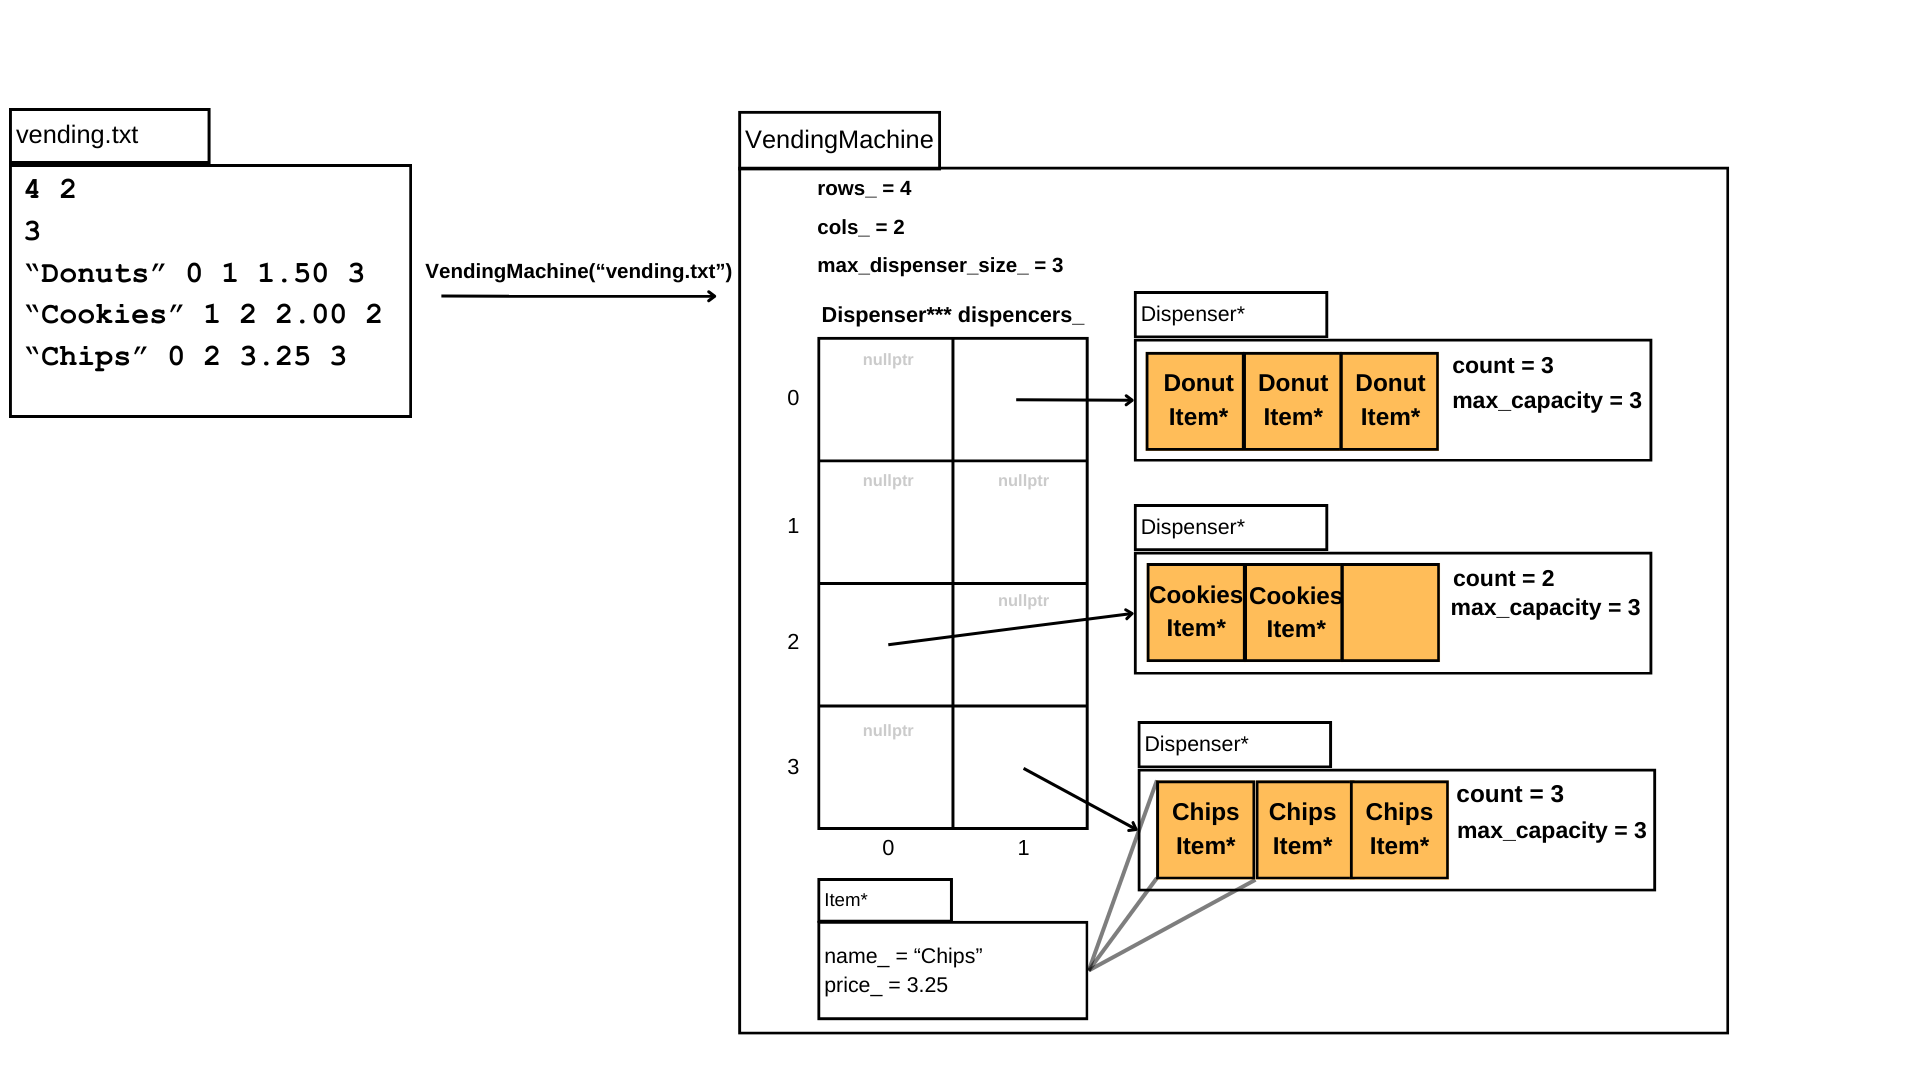 vending.txt
4 2
3
“Donuts” 0 1 1.50 3
“Cookies” 1 2 2.00 2
“Chips” 0 2 3.25 3
VendingMachine(“vending.txt”)
VendingMachine
rows_ = 4
cols_ = 2
max_dispenser_size_ = 3
Dispenser*** dispencers_
nullptr
0
nullptr
nullptr
1
nullptr
2
nullptr
3
0
1
Dispenser*
Donut
Item*
Donut
Item*
Donut
Item*
count = 3
max_capacity = 3
Dispenser*
Cookies
Item*
Cookies
Item*
count = 2
max_capacity = 3
Dispenser*
Chips
Item*
Chips
Item*
Chips
Item*
count = 3
max_capacity = 3
Item*
name_ = “Chips”
price_ = 3.25